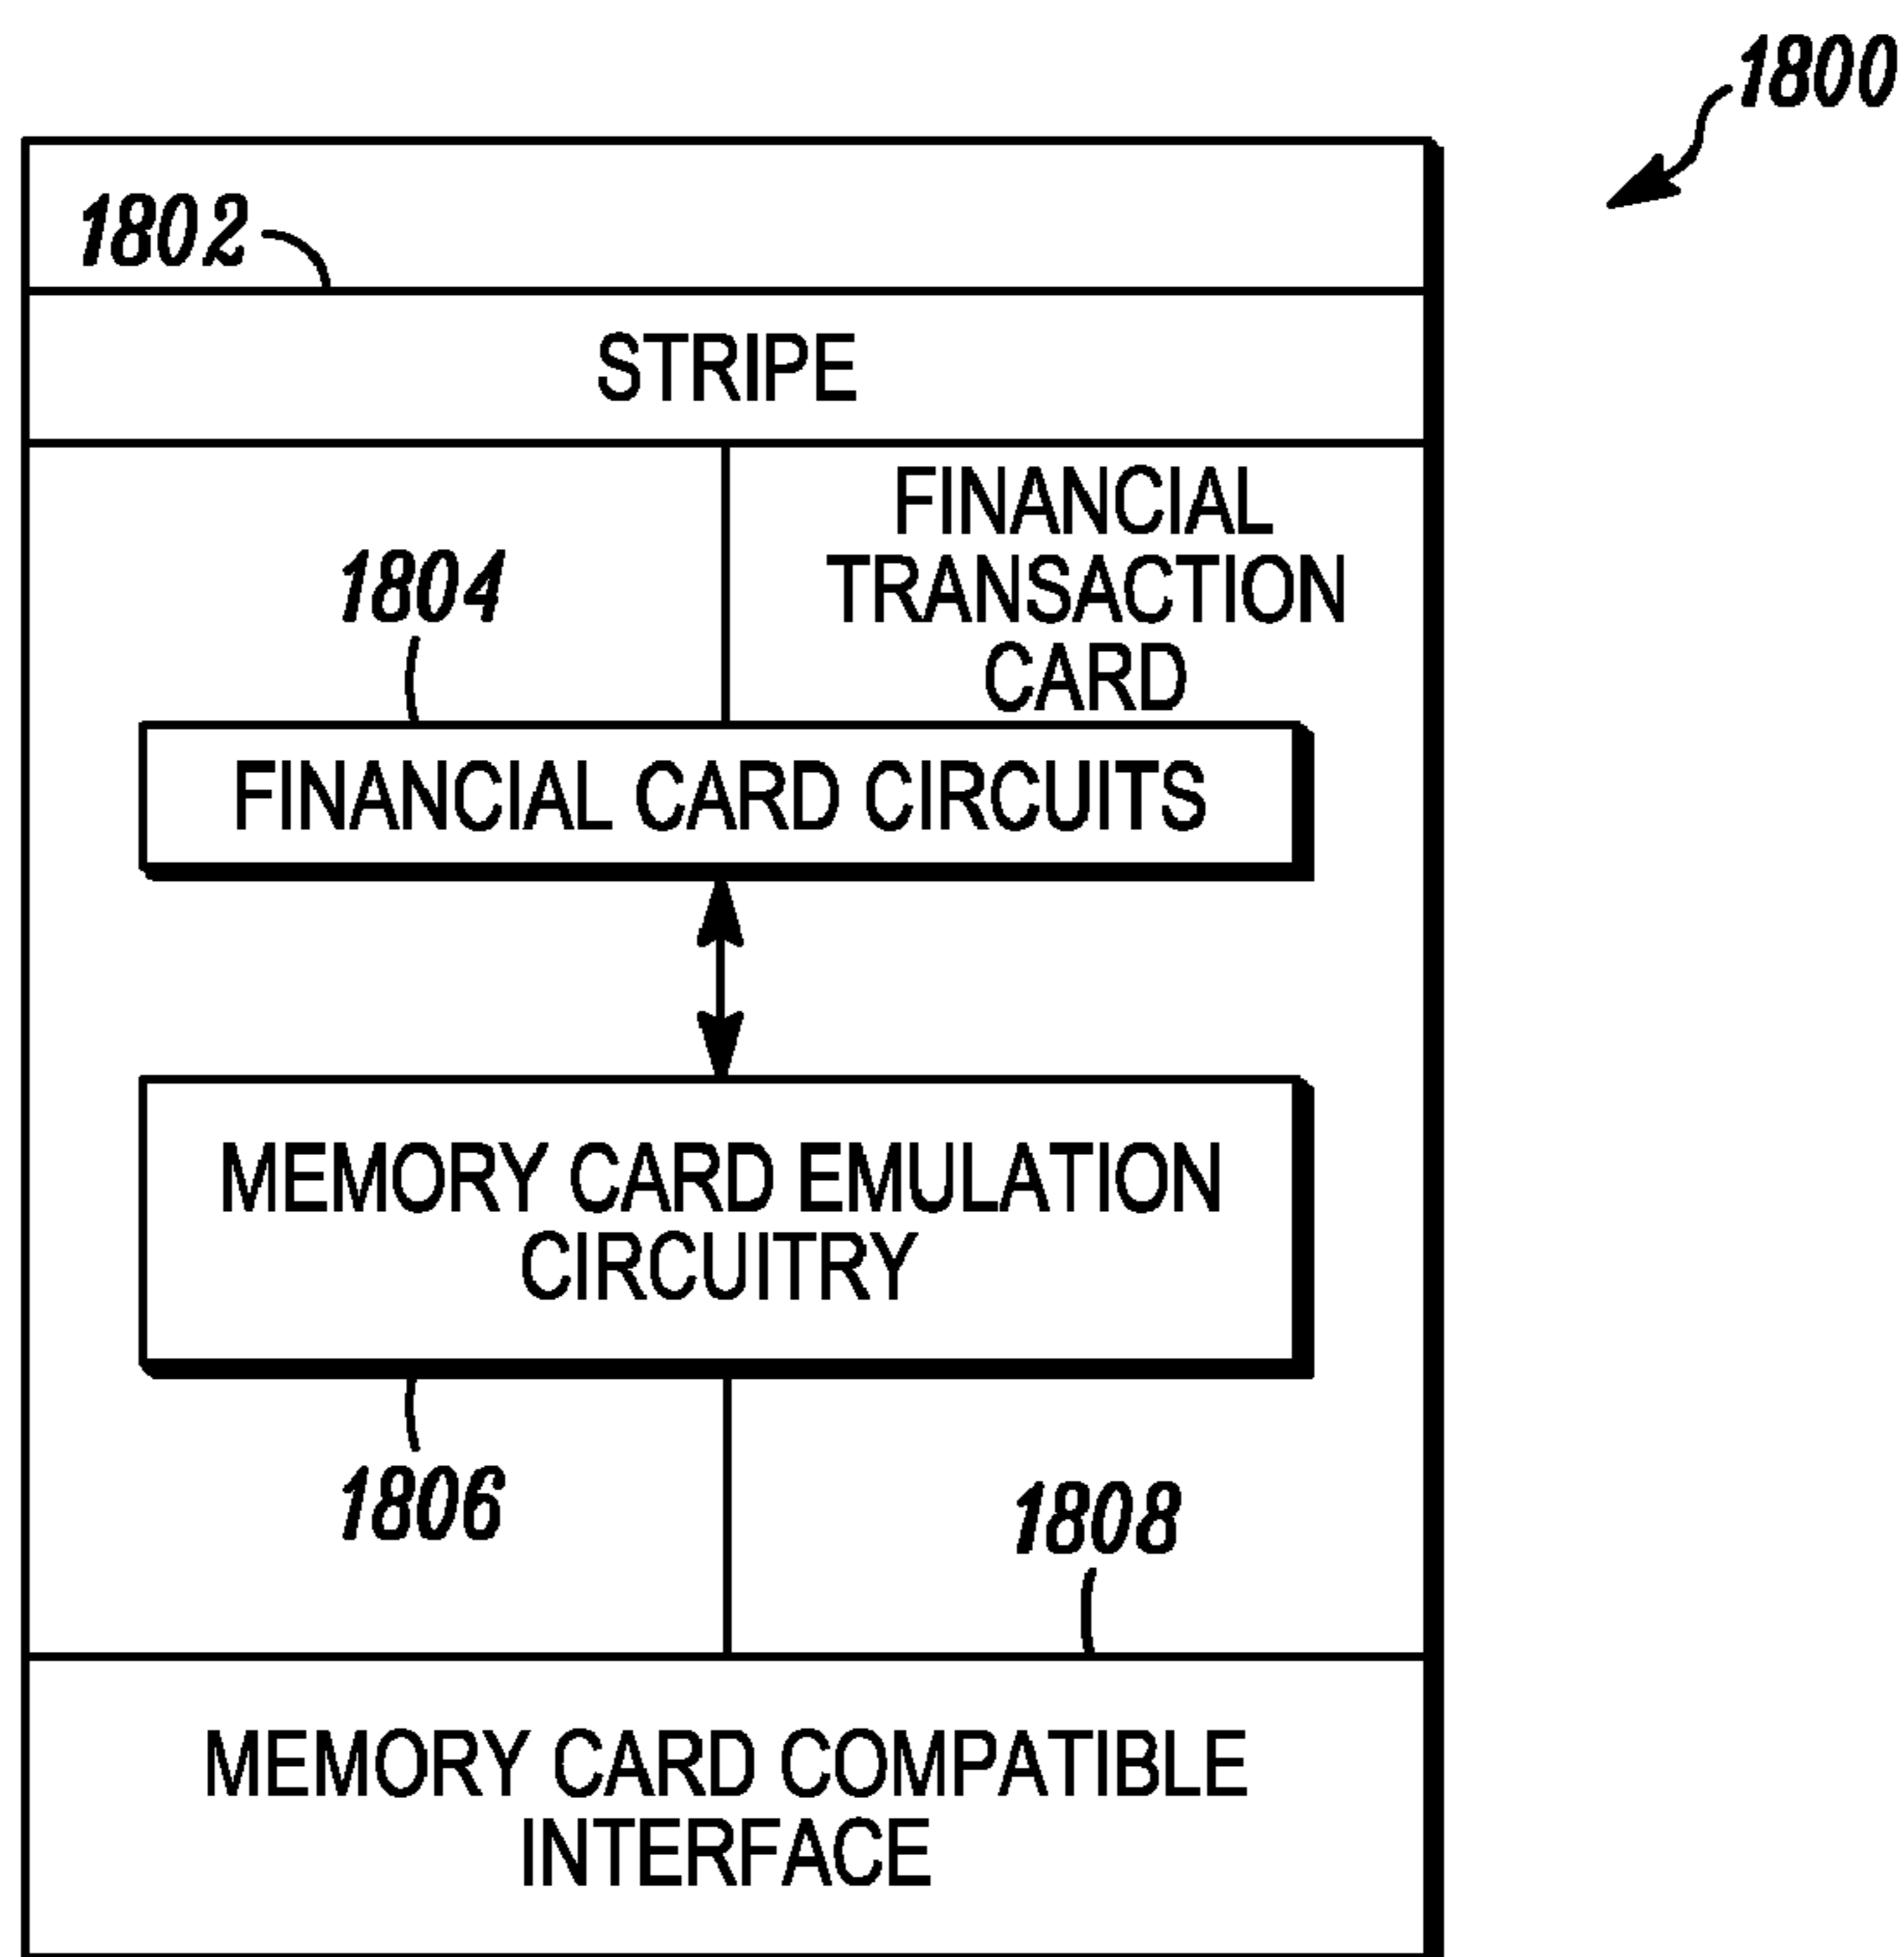 1800
1802
STRIPE
FINANCIAL
TRANSACTION
CARD
1804
FINANCIAL CARD CIRCUITS
MEMORY CARD EMULATION
CIRCUITRY
1806
1808
MEMORY CARD COMPATIBLE
INTERFACE